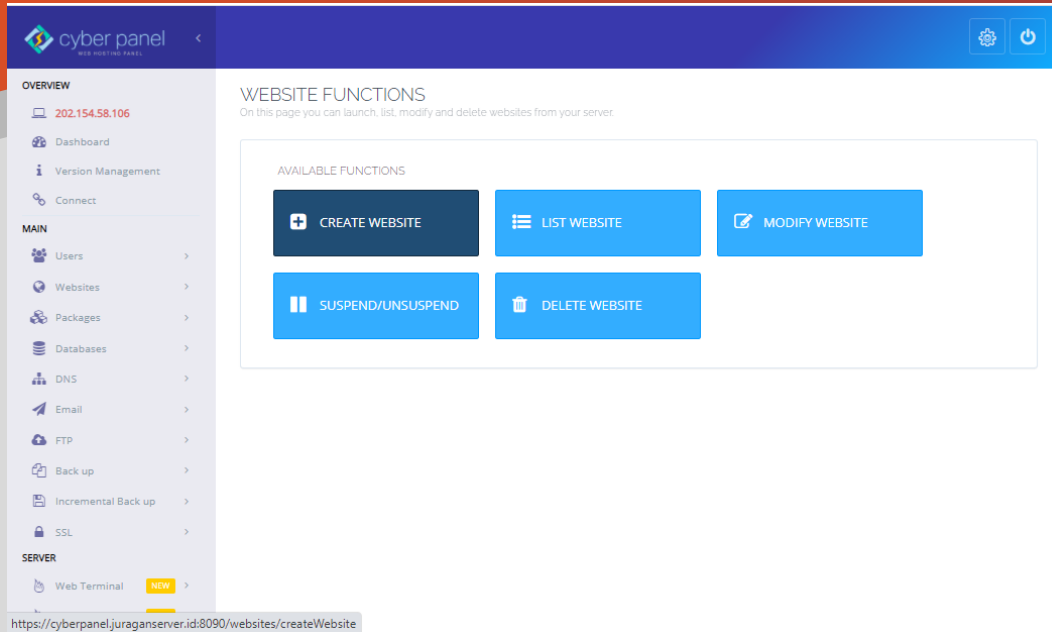 cyber panel
WEB HOSTING PANEL
OVERVIEW
202.154.58.106
Dashboard
Version Management
Connect
MAIN
Users
Websites
Packages
Databases
DNS
Email
FTP
Back up
Incremental Back up
SSL
SERVER
Web Terminal NEW
WEBSITE FUNCTIONS
On this page you can launch, list, modify and delete websites from your server.
AVAILABLE FUNCTIONS
CREATE WEBSITE
LIST WEBSITE
MODIFY WEBSITE
SUSPEND/UNSUSPEND
DELETE WEBSITE
https://cyberpanel.juraganserver.id:8090/websites/createWebsite